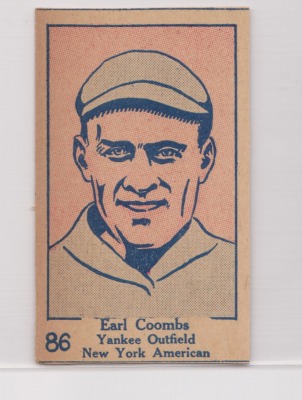 Earl Coombs
86
Yankee Outfield
New York American